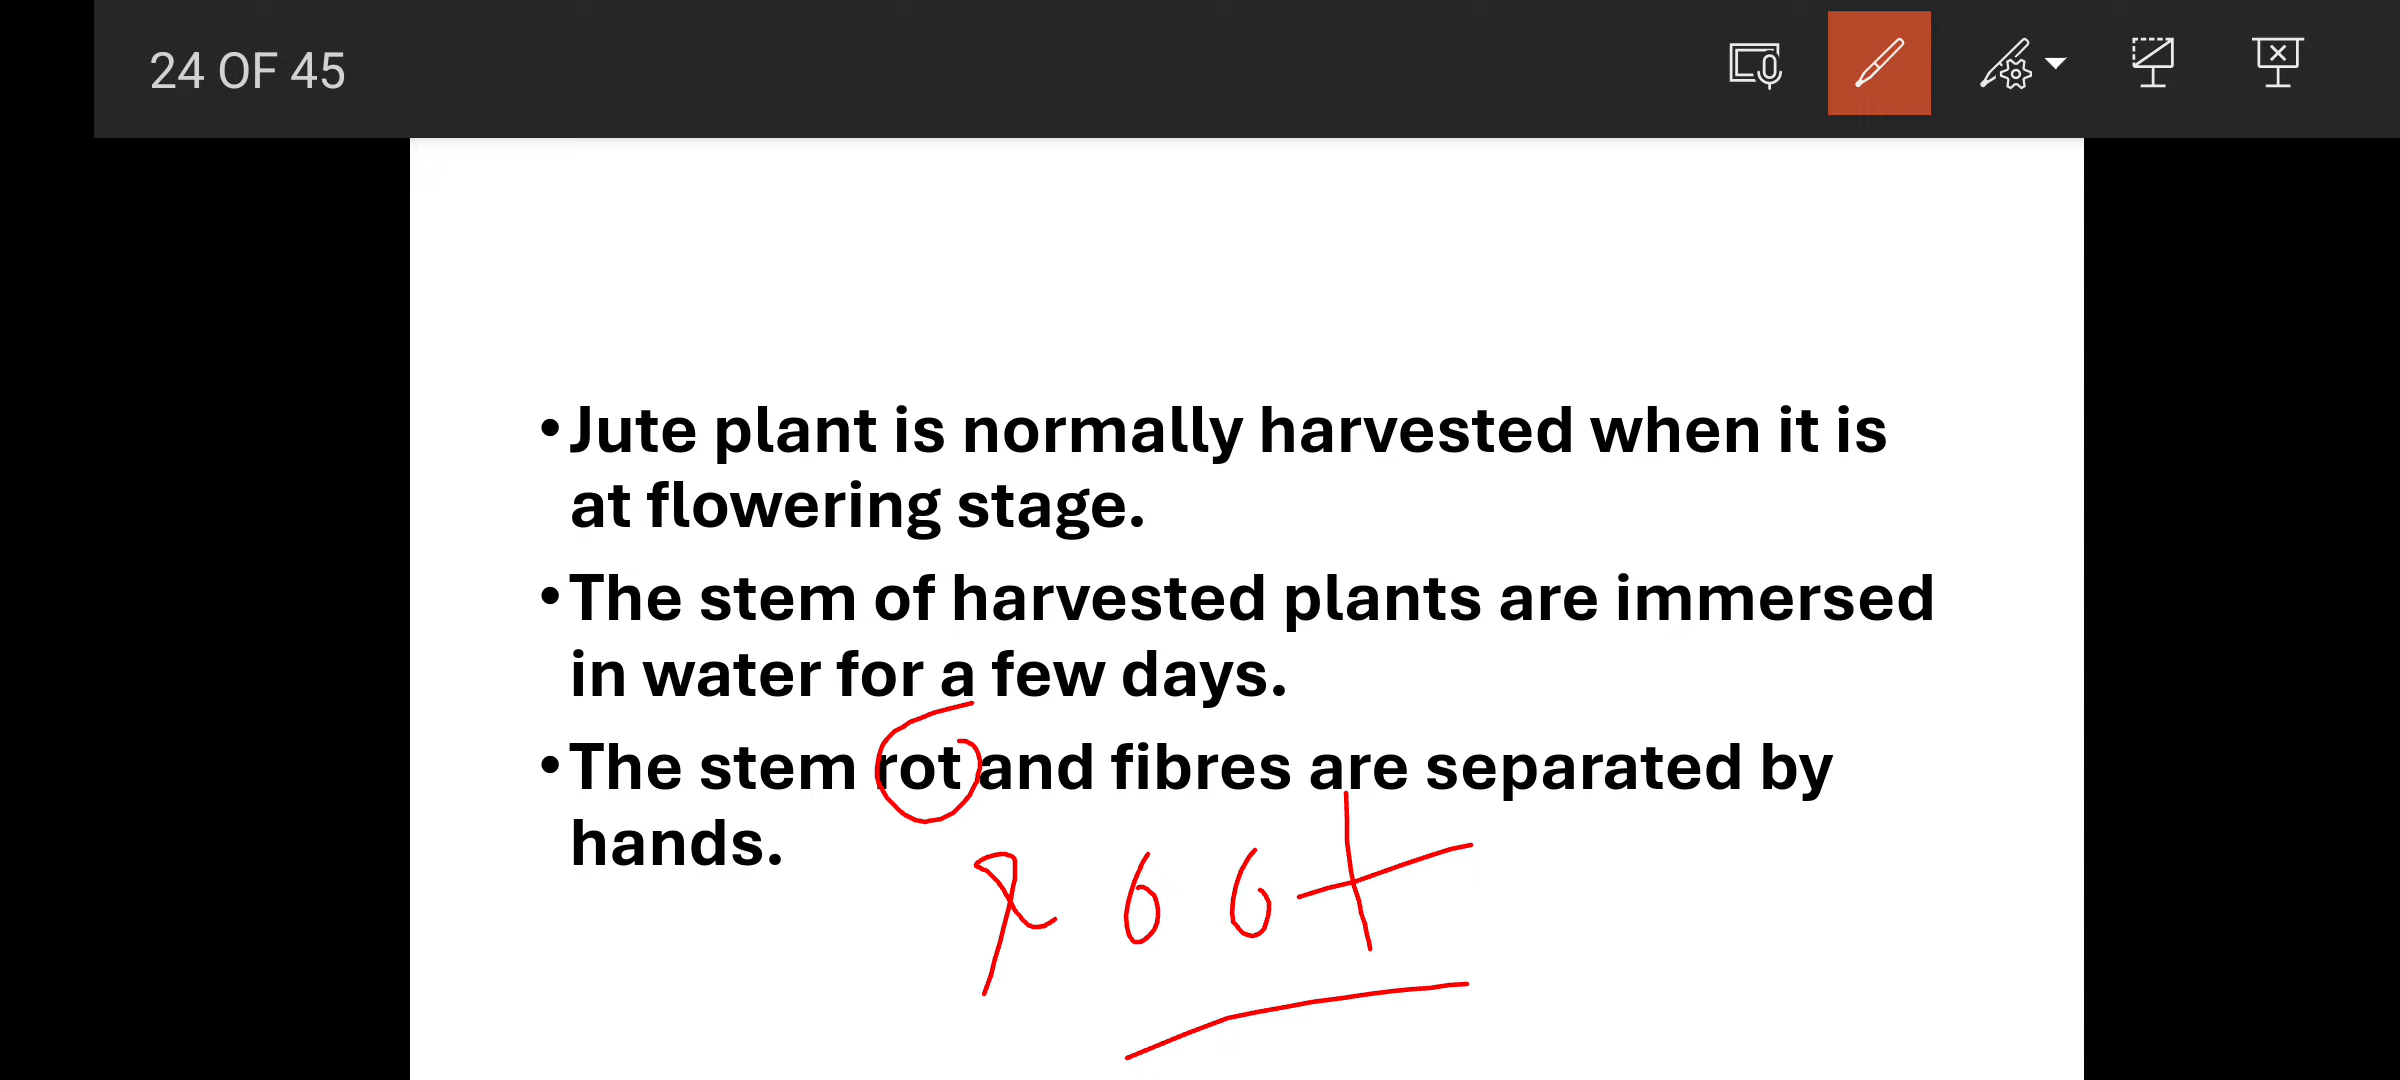 24 OF 45
•Jute plant is normally harvested when it is
at flowering stage.
•The stem of harvested plants are immersed
in water for a few days.
•The stem rot and fibres are separated by
hands.
root